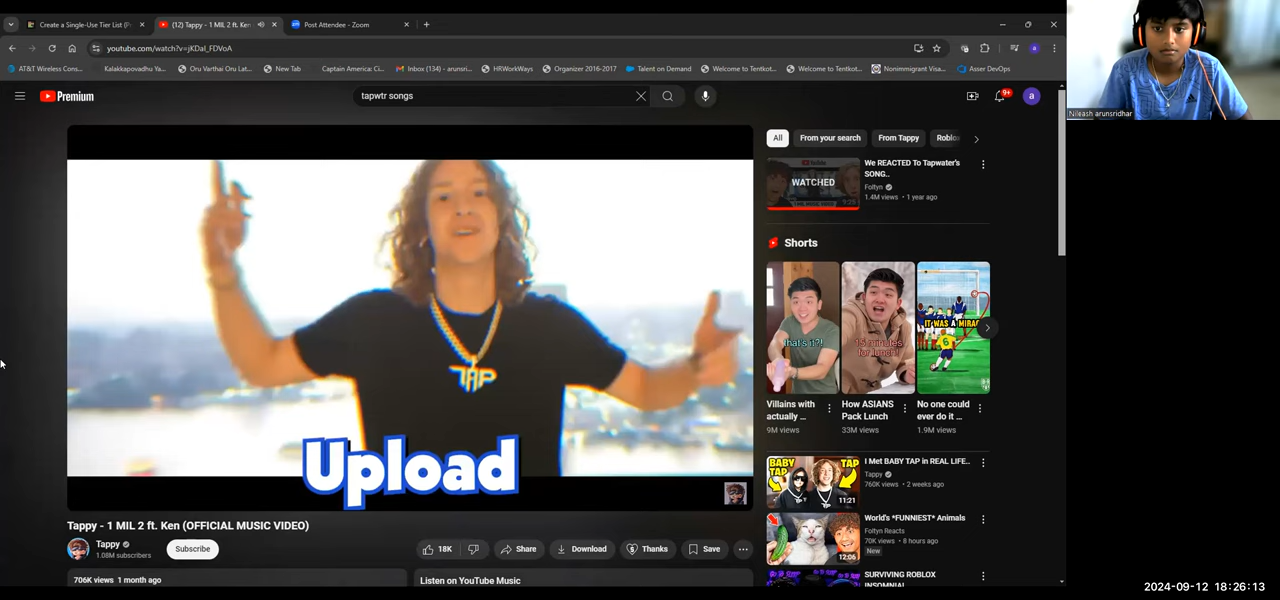 Create a Single-Use Tier List (P
(12) Tappy - 1 MIL 2 ft. Ken
Post Attendee - Zoom
youtube.com/watch?v=jKDal_FDVoA
a
AT&T Wireless Cons...
Kalakkapovadhu Ya...
Oru Varthai Oru Lat...
New Tab
Captain America: Ci...
Inbox (134) - arunsri...
HRWorkWays
Organizer 2016-2017
Talent on Demand
Welcome to Tentkot...
Welcome to Tentkot...
Nonimmigrant Visa...
Asser DevOps
Premium
tapwtr songs
9+
a
Nileash arunsridhar
All
From your search
From Tappy
Roblo
WATCHED
9:25
We REACTED To Tapwater's
SONG..
Foltyn
1.4M views • 1 year ago
Shorts
that's it?!
15 minutes
for lunch!
IT WAS A MIRAC
6
Villains with
actually ...
9M views
How ASIANS
Pack Lunch
33M views
No one could
ever do it ...
1.9M views
TAP
Upload
BABY
TAP
TAP
11:21
I Met BABY TAP in REAL LIFE..
Tappy
760K views • 2 weeks ago
12:06
World's *FUNNIEST* Animals
Foltyn Reacts
70K views • 8 hours ago
New
SURVIVING ROBLOX
INSOMNIA!
Tappy - 1 MIL 2 ft. Ken (OFFICIAL MUSIC VIDEO)
Tappy
1.08M subscribers
Subscribe
18K
Share
Download
Thanks
Save
706K views 1 month ago
Listen on YouTube Music
2024-09-12 18:26:13